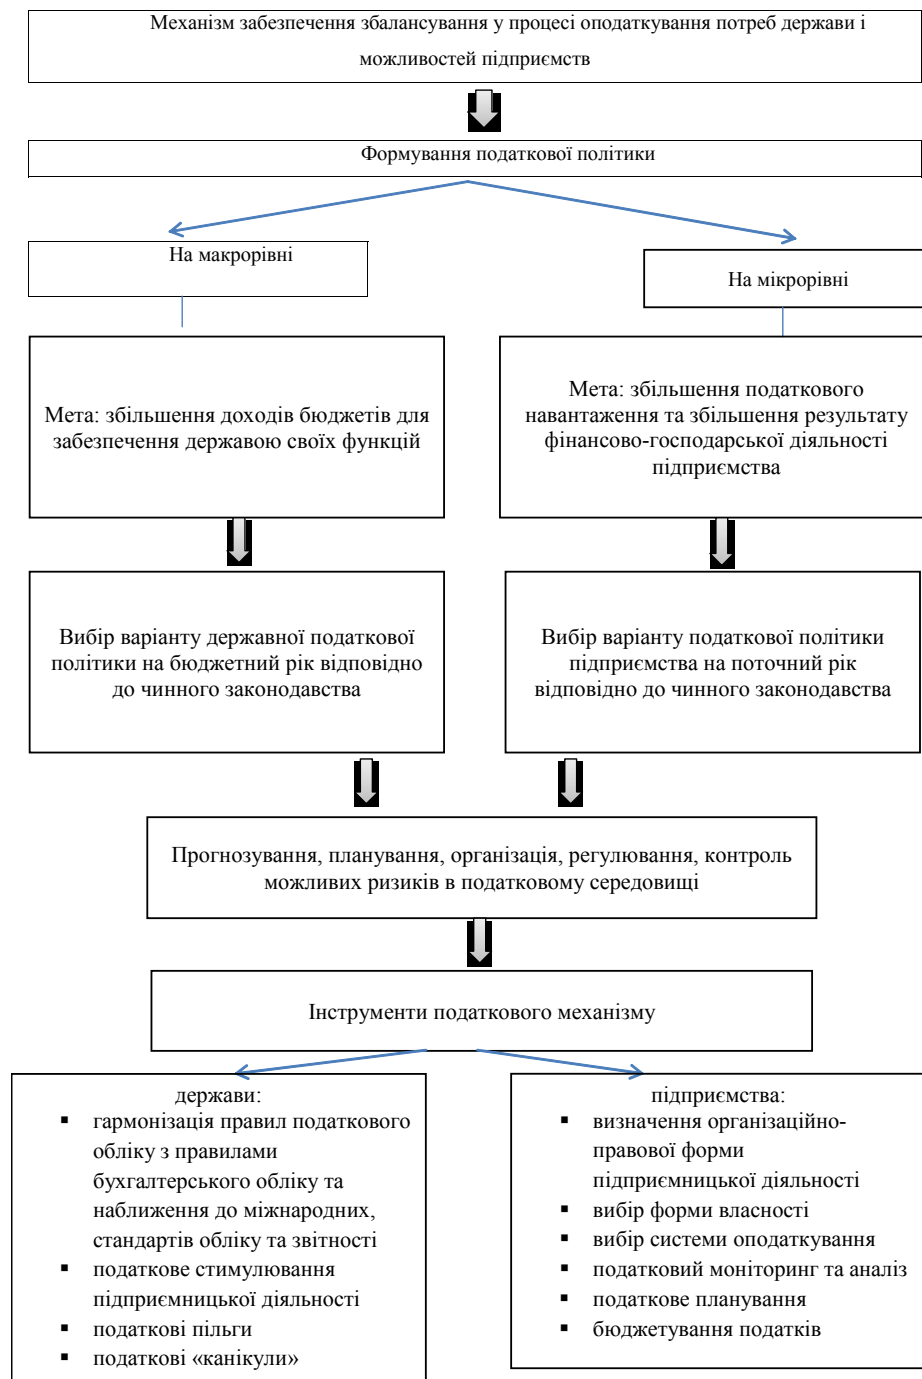 Механізм забезпечення збалансування у процесі оподаткування потреб держави і
можливостей підприємств
Формування податкової політики
На макрорівні
На мікрорівні
Мета: збільшення доходів бюджетів для
забезпечення державою своїх функцій
Мета: збільшення податкового
навантаження та збільшення результату
фінансово-господарської діяльності
підприємства
Вибір варіанту державної податкової
політики на бюджетний рік відповідно
до чинного законодавства
Вибір варіанту податкової політики
підприємства на поточний рік
відповідно до чинного законодавства
Прогнозування, планування, організація, регулювання, контроль
можливих ризиків в податковому середовищі
Інструменти податкового механізму
держави:
▪ гармонізація правил податкового
обліку з правилами
бухгалтерського обліку та
наближення до міжнародних,
стандартів обліку та звітності
▪ податкове стимулювання
підприємницької діяльності
▪ податкові пільги
▪ податкові «канікули»
підприємства:
▪ визначення організаційно-
правової форми
підприємницької діяльності
▪ вибір форми власності
▪ вибір системи оподаткування
▪ податковий моніторинг та аналіз
▪ податкове планування
▪ бюджетування податків